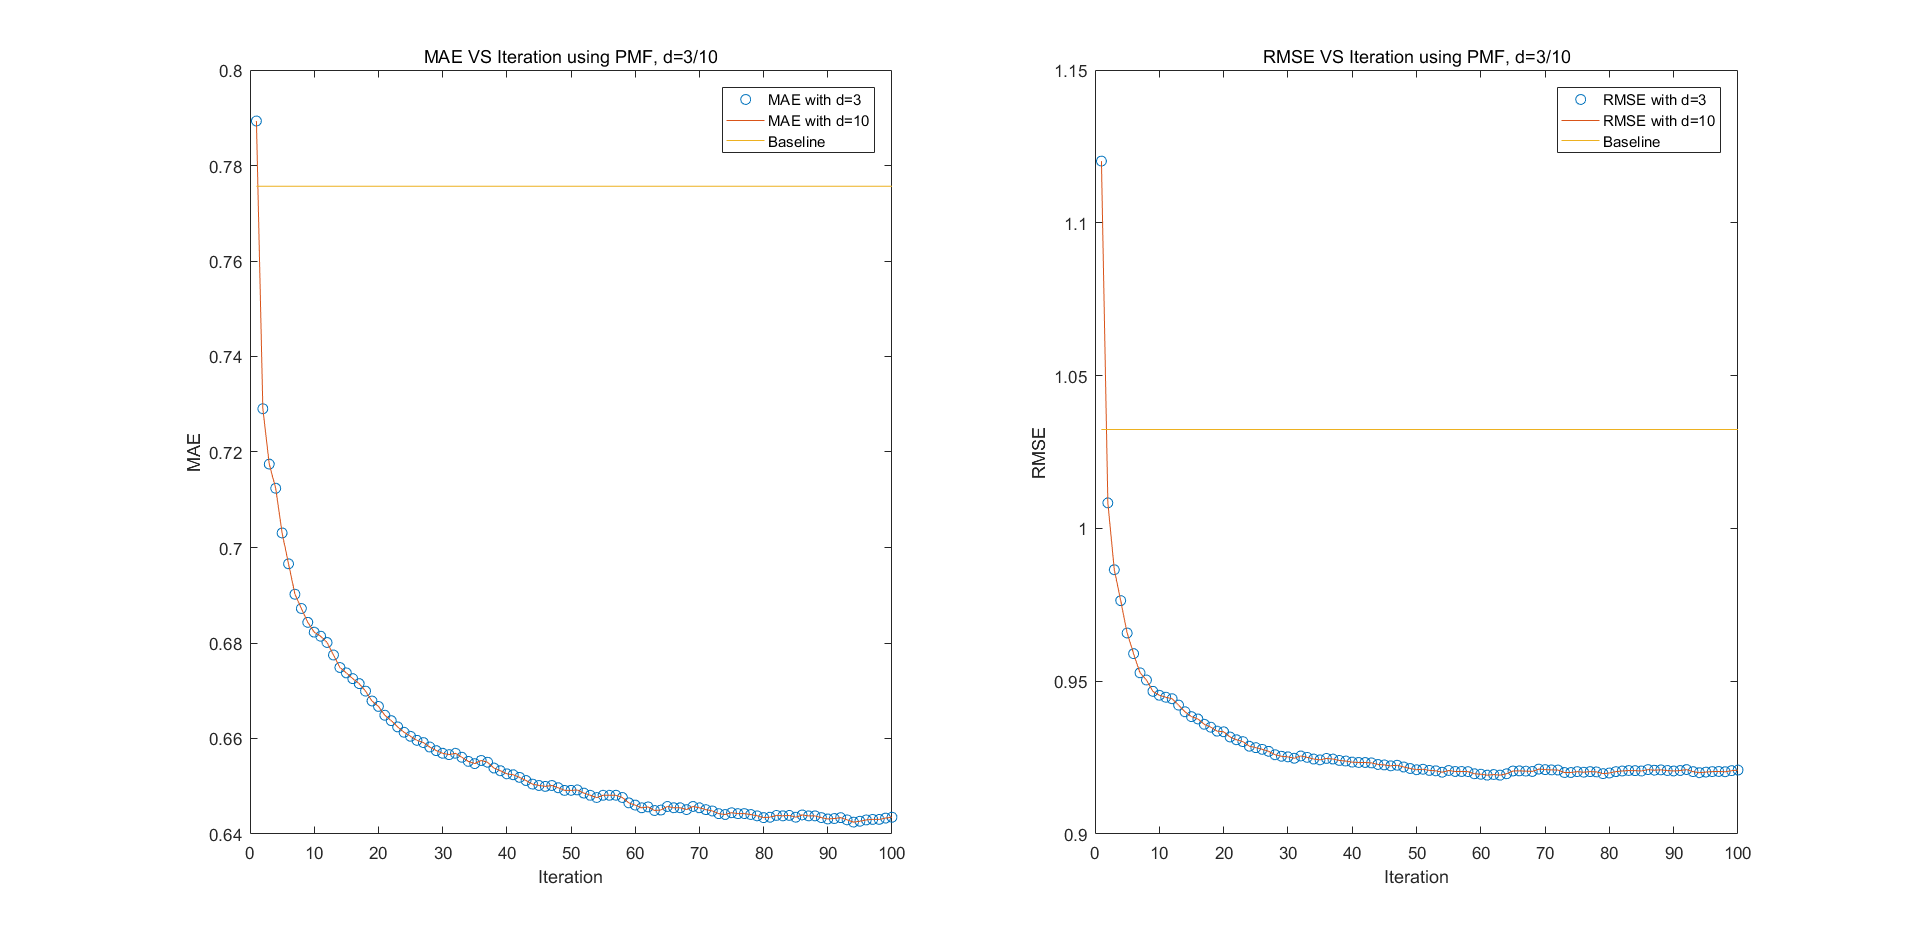 MAE VS Iteration using PMF, d=3/10
0.8
0.78
0.76
0.74
0.72
0.7
0.68
0.66
0.64
MAE
MAE with d=3
MAE with d=10
Baseline
0 10 20 30 40 50 60 70 80 90 100
Iteration
RMSE VS Iteration using PMF, d=3/10
1.15
1.1
1.05
1
0.95
0.9
RMSE
RMSE with d=3
RMSE with d=10
Baseline
0 10 20 30 40 50 60 70 80 90 100
Iteration